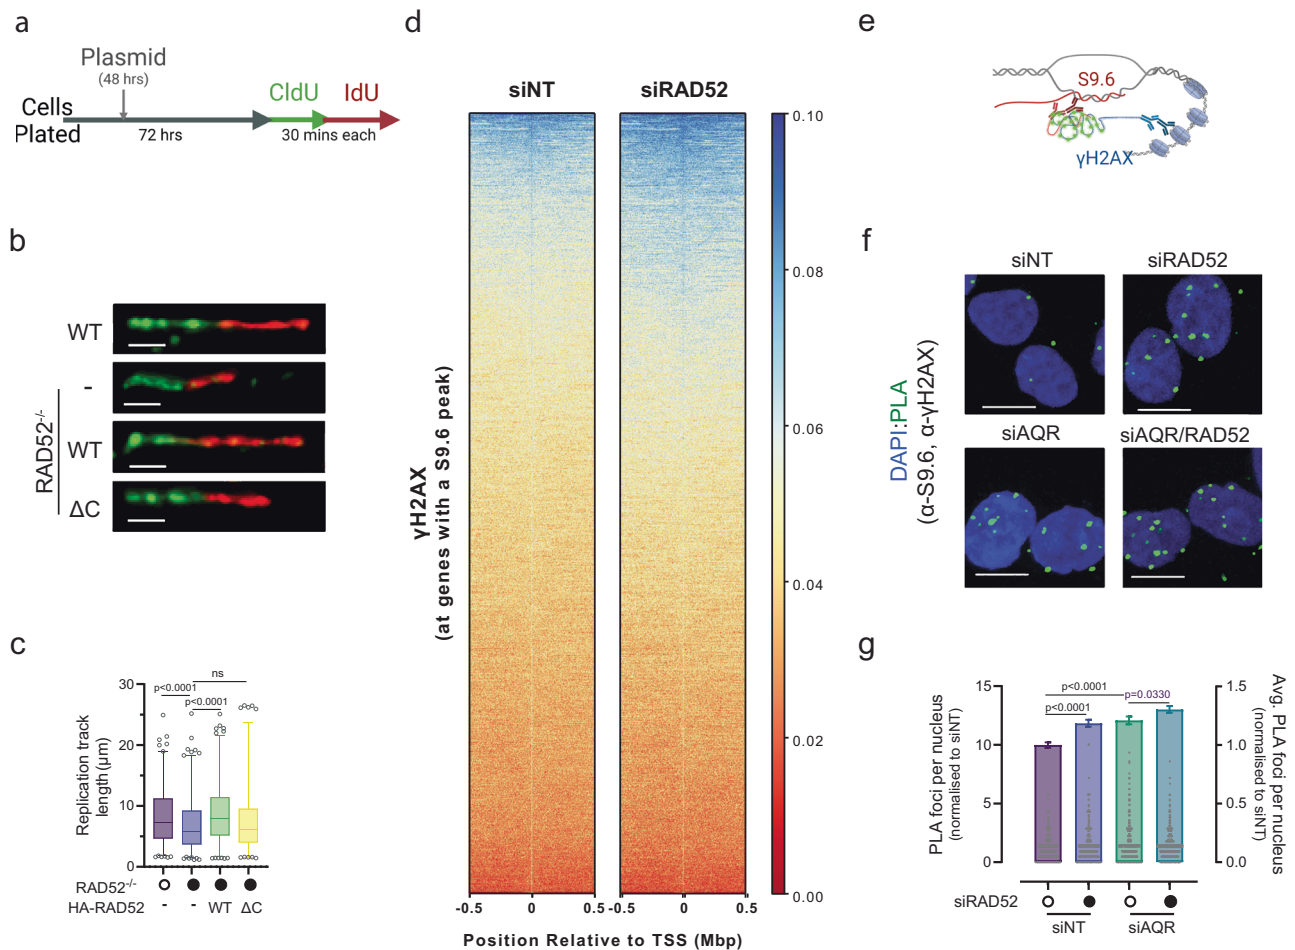 a
Plasmid
(48 hrs)
Cells
Plated
72 hrs
CldU
IdU
30 mins each
b
WT
-
WT
ΔC
RAD52-/-
c
Replication track
length (μm)
30
20
10
0
p<0.0001
p<0.0001
ns
RAD52-/-
HA-RAD52
-
-
WT
ΔC
d
siNT
siRAD52
γH2AX
(at genes with a S9.6 peak)
0.10
0.08
0.06
0.04
0.02
0.00
-0.5
0
0.5
-0.5
0
0.5
Position Relative to TSS (Mbp)
e
S9.6
γH2AX
f
siNT
siRAD52
siAQR
siAQR/RAD52
DAPI:PLA
(α-S9.6, α-γH2AX)
g
PLA foci per nucleus
(normalised to siNT)
15
10
5
0
p<0.0001
p<0.0001
p=0.0330
1.5
1.0
0.5
0.0
Avg. PLA foci per nucleus
(normalised to siNT)
siRAD52
siNT
siAQR